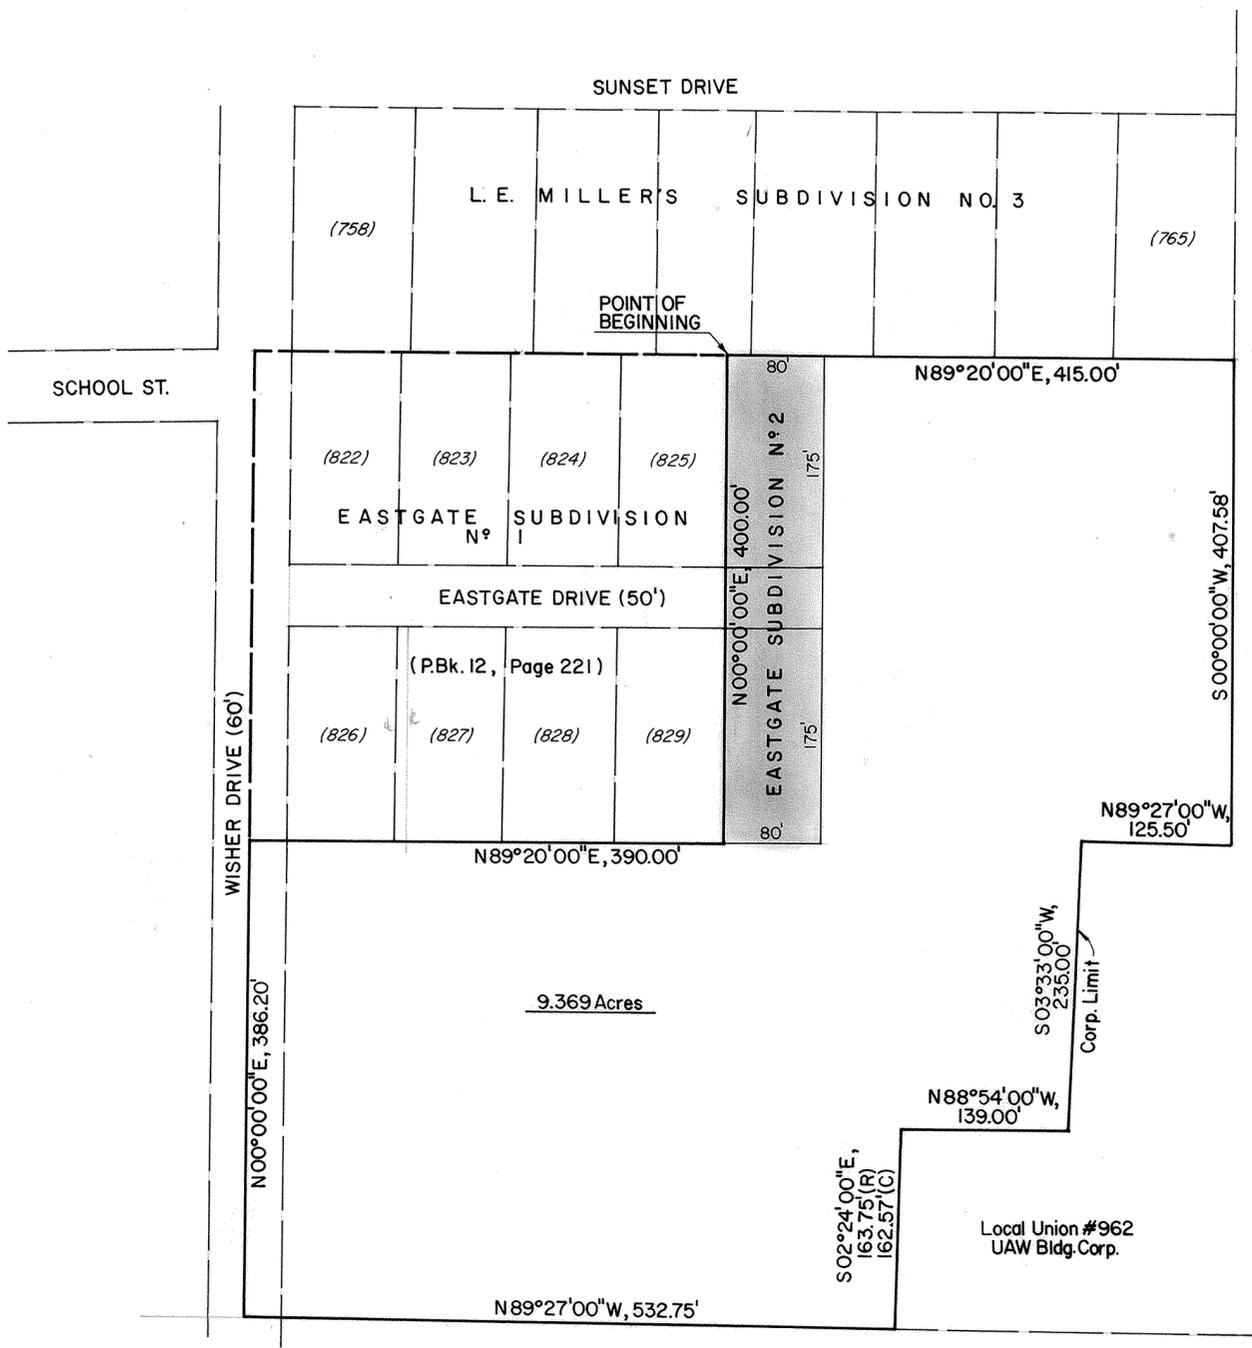 SUNSET DRIVE
L. E. MILLER'S SUBDIVISION NO. 3
(758)
(765)
POINT OF
BEGINNING
SCHOOL ST.
80'
N89°20'00"E, 415.00'
(822)
(823)
(824)
(825)
175'
EASTGATE SUBDIVISION
Nº 1
N00°00'00"E, 400.00'
EASTGATE SUBDIVISION Nº 2
S00°00'00"W, 407.58'
EASTGATE DRIVE (50')
(P.Bk. 12, Page 221)
(826)
(827)
(828)
(829)
175'
WISHER DRIVE (60')
80'
N89°27'00"W,
125.50'
N89°20'00"E, 390.00'
S03°33'00"W,
235.00'
Corp. Limit
9.369 Acres
N00°00'00"E, 386.20'
N88°54'00"W,
139.00'
S02°24'00"E,
163.75'(R)
162.57'(C)
Local Union #962
UAW Bldg. Corp.
N89°27'00"W, 532.75'